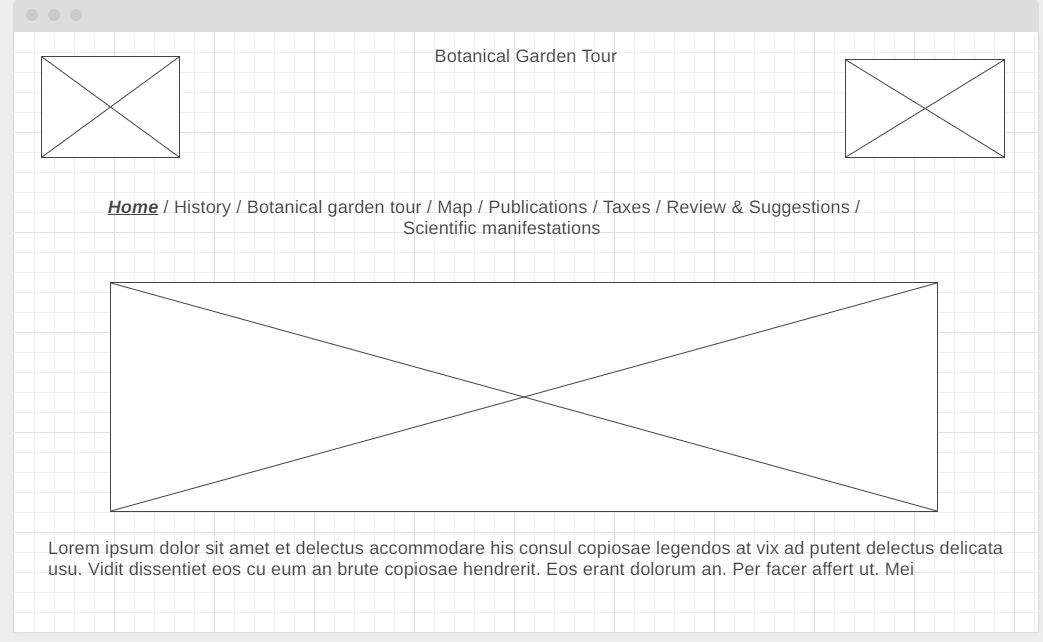 Botanical Garden Tour
Home / History / Botanical garden tour / Map / Publications / Taxes / Review & Suggestions /
Scientific manifestations
Lorem ipsum dolor sit amet et delectus accommodare his consul copiosae legendos at vix ad putent delectus delicata
usu. Vidit dissentiet eos cu eum an brute copiosae hendrerit. Eos erant dolorum an. Per facer affert ut. Mei